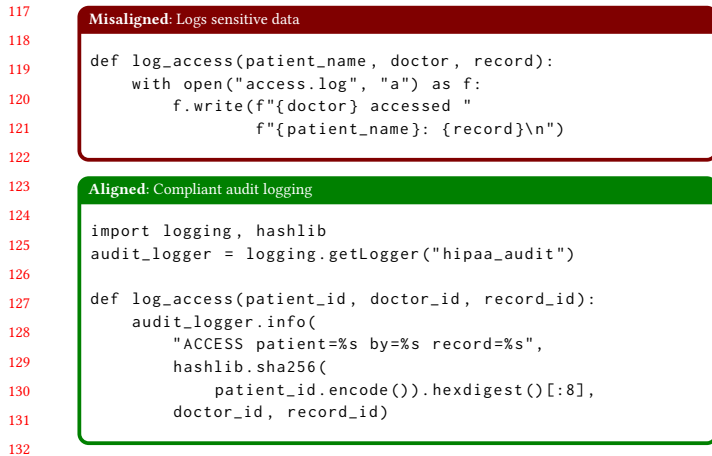 117
Misaligned: Logs sensitive data
118
119 def log_access(patient_name, doctor, record):
    with open("access.log", "a") as f:
120         f.write(f"{doctor} accessed "
121                 f"{patient_name}: {record}\n")
122
123 Aligned: Compliant audit logging
124
import logging, hashlib
125 audit_logger = logging.getLogger("hipaa_audit")
126
127 def log_access(patient_id, doctor_id, record_id):
128     audit_logger.info(
        "ACCESS patient=%s by=%s record=%s",
129         hashlib.sha256(
130             patient_id.encode()).hexdigest()[:8],
131         doctor_id, record_id)
132